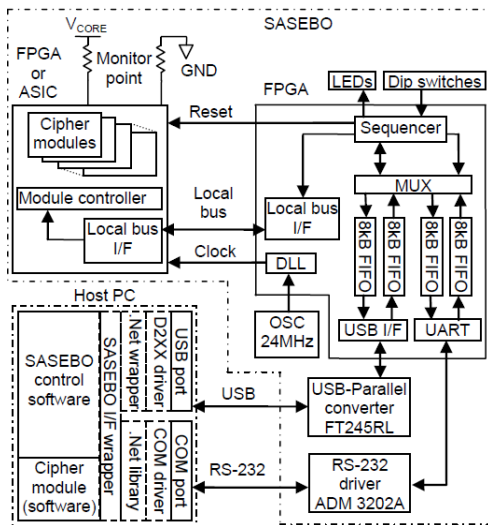 SASEBO
VCORE
Monitor
point
GND
FPGA
or
ASIC
Cipher
modules
Module controller
Local bus
I/F
Reset
Local
bus
Clock
FPGA
LEDs
Dip switches
Sequencer
MUX
Local bus
I/F
DLL
OSC
24MHz
8kB FIFO
8kB FIFO
8kB FIFO
8kB FIFO
USB I/F
UART
Host PC
SASEBO
control
software
Cipher
module
(software)
SASEBO
I/F wrapper
.Net wrapper
D2XX driver
USB port
.Net library
COM driver
COM port
USB
RS-232
USB-Parallel
converter
FT245RL
RS-232
driver
ADM 3202A